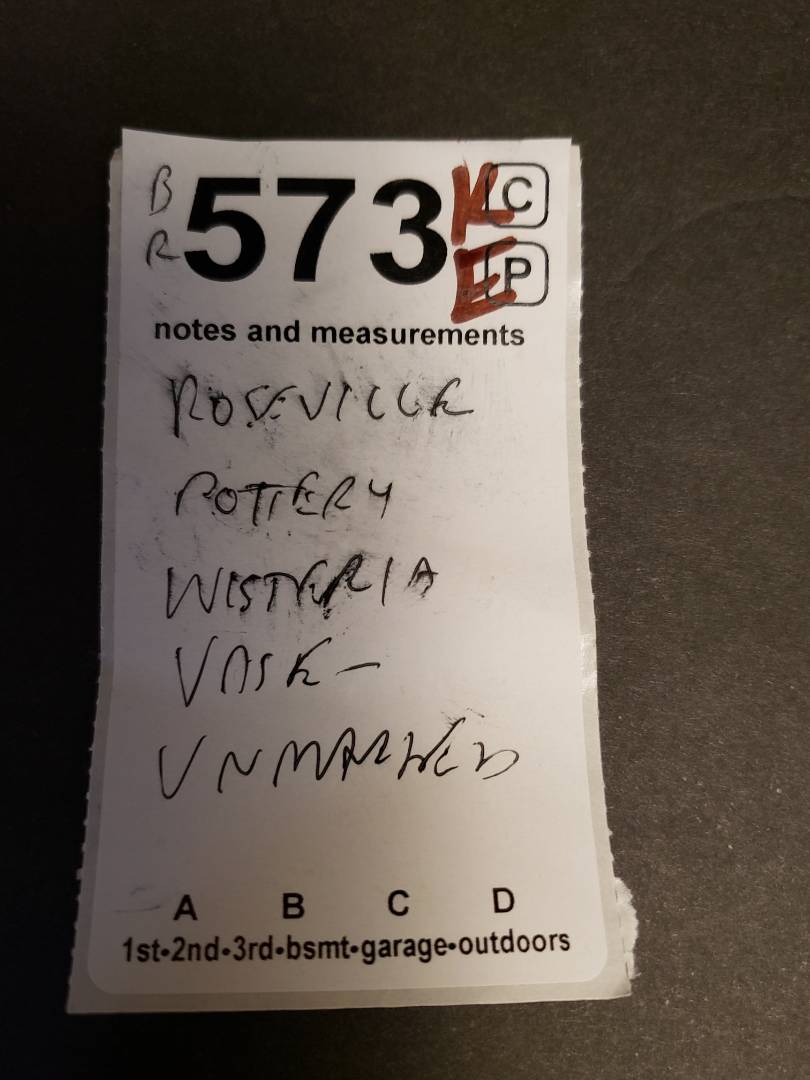 B 573 K C
R E P
notes and measurements
ROSEVILLE
POTTERY
WISTERIA
VASE -
UNMARKED
A B C D
1st•2nd•3rd•bsmt•garage•outdoors